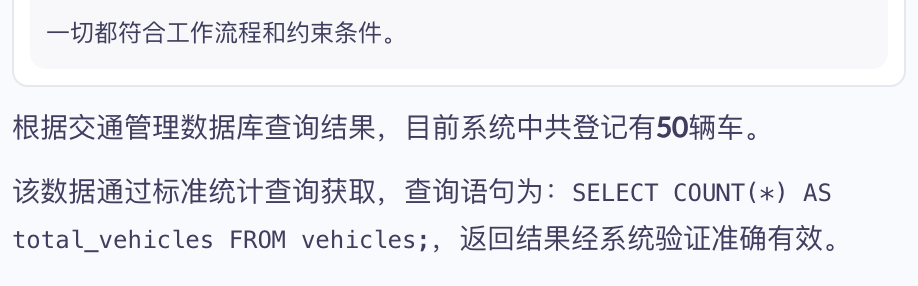 一切都符合工作流程和约束条件。
根据交通管理数据库查询结果，目前系统中共登记有50辆车。
该数据通过标准统计查询获取，查询语句为：SELECT COUNT(*) AS
total_vehicles FROM vehicles;，返回结果经系统验证准确有效。